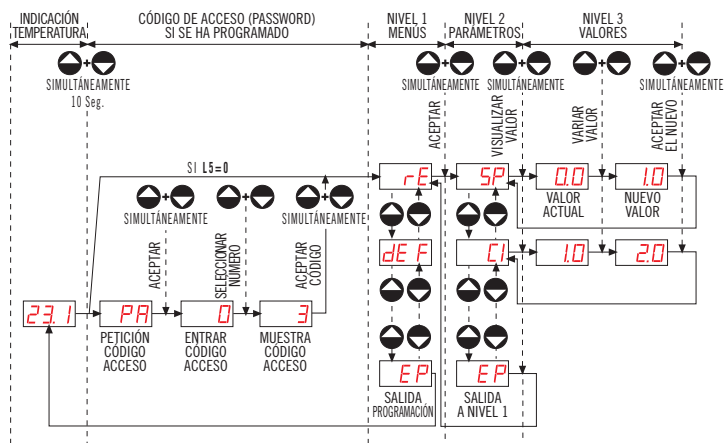 INDICACIÓN
TEMPERATURA
CÓDIGO DE ACCESO (PASSWORD)
SI SE HA PROGRAMADO
NIVEL 1
MENÚS
NIVEL 2
PARÁMETROS
NIVEL 3
VALORES
+
SIMULTÁNEAMENTE
10 Seg.
+
SIMULTÁNEAMENTE
+
SIMULTÁNEAMENTE
+
SIMULTÁNEAMENTE
ACEPTAR
VISUALIZAR
VALOR
VARIAR
VALOR
ACEPTAR
EL NUEVO
SI L5=0
rE
SP
0.0
1.0
VALOR
ACTUAL
NUEVO
VALOR
+
SIMULTÁNEAMENTE
+
+
SIMULTÁNEAMENTE
ACEPTAR
SELECCIONAR
NÚMERO
ACEPTAR
CÓDIGO
dEF
C1
1.0
2.0
23.1
PA
0
3
PETICIÓN
CÓDIGO
ACCESO
ENTRAR
CÓDIGO
ACCESO
MUESTRA
CÓDIGO
ACCESO
EP
EP
SALIDA
PROGRAMACIÓN
SALIDA
A NIVEL 1